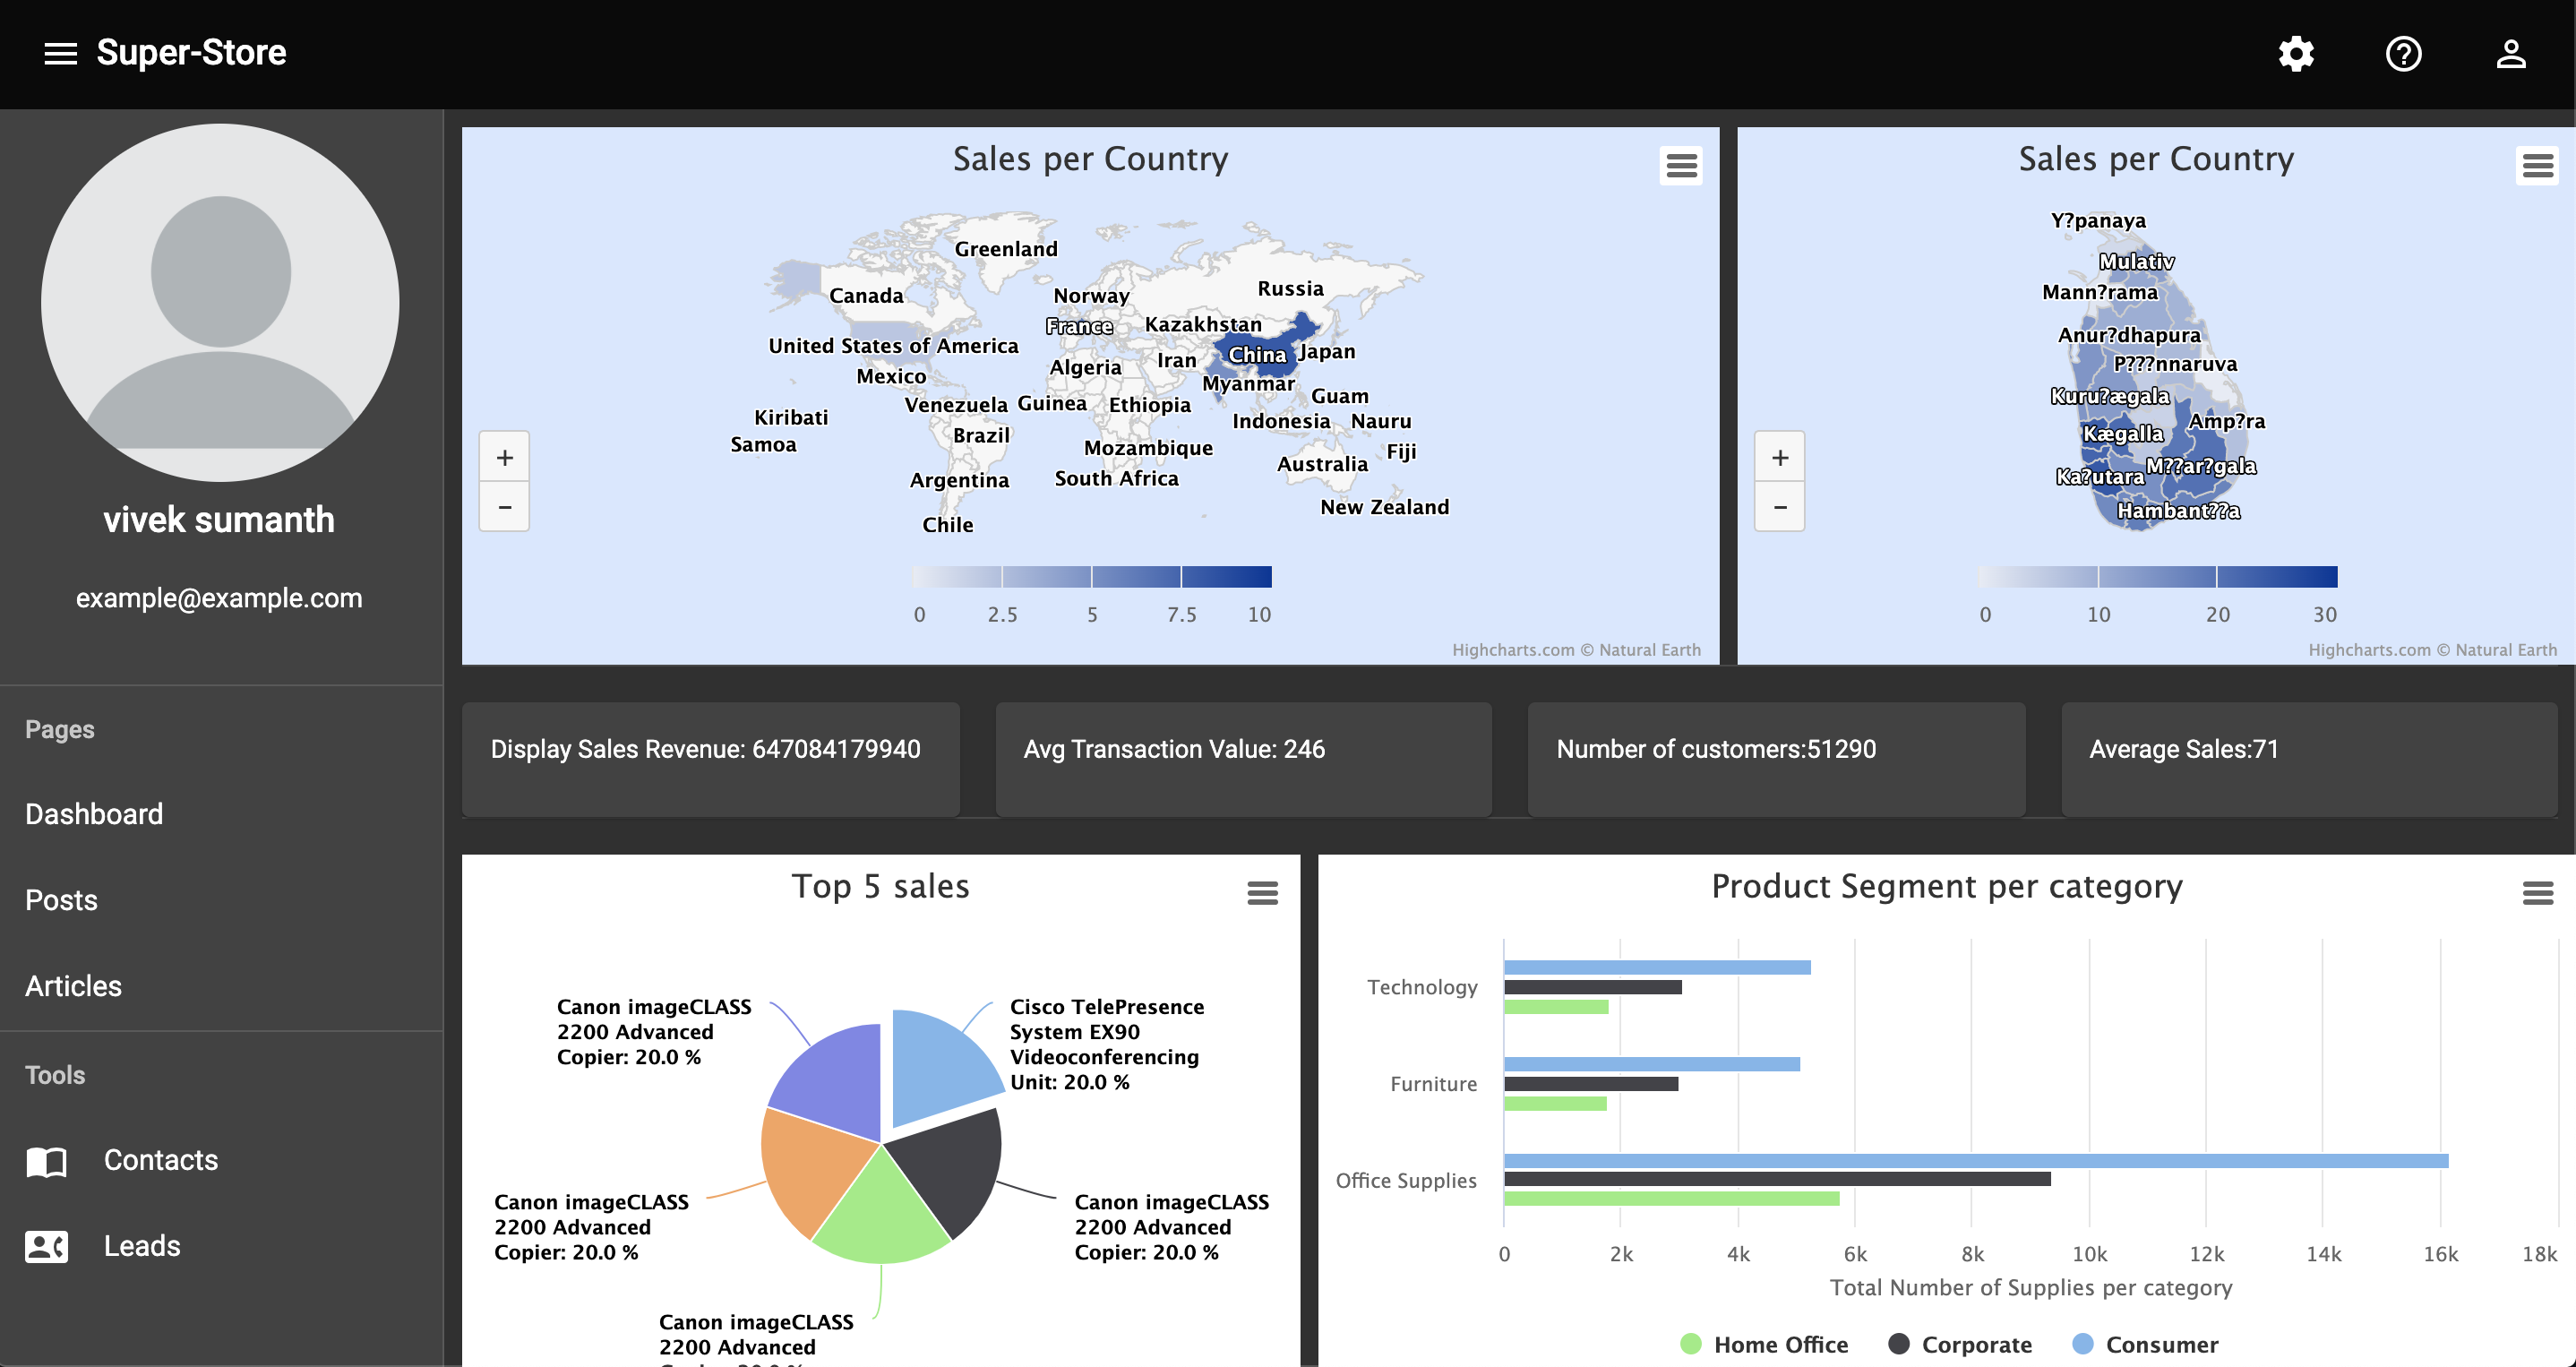 Super-Store
vivek sumanth
example@example.com
Pages
Dashboard
Posts
Articles
Tools
Contacts
Leads
Sales per Country
Greenland
Canada
Norway
Russia
France
Kazakhstan
United States of America
China
Japan
Iran
Algeria
Mexico
Myanmar
Guam
Venezuela
Guinea
Ethiopia
Kiribati
Indonesia
Nauru
Brazil
Samoa
Mozambique
Fiji
Australia
Argentina
South Africa
New Zealand
Chile
+
−
0 2.5 5 7.5 10
Highcharts.com © Natural Earth
Sales per Country
Y?panaya
Mulativ
Mann?rama
Anur?dhapura
P???nnaruva
Kuru?ægala
Amp?ra
Kægalla
M??ar?gala
Ka?utara
Hambant??a
+
−
0 10 20 30
Highcharts.com © Natural Earth
Display Sales Revenue: 647084179940
Avg Transaction Value: 246
Number of customers:51290
Average Sales:71
Top 5 sales
Canon imageCLASS
2200 Advanced
Copier: 20.0 %
Cisco TelePresence
System EX90
Videoconferencing
Unit: 20.0 %
Canon imageCLASS
2200 Advanced
Copier: 20.0 %
Canon imageCLASS
2200 Advanced
Copier: 20.0 %
Canon imageCLASS
2200 Advanced
Product Segment per category
Technology
Furniture
Office Supplies
0 2k 4k 6k 8k 10k 12k 14k 16k 18k
Total Number of Supplies per category
Home Office Corporate Consumer